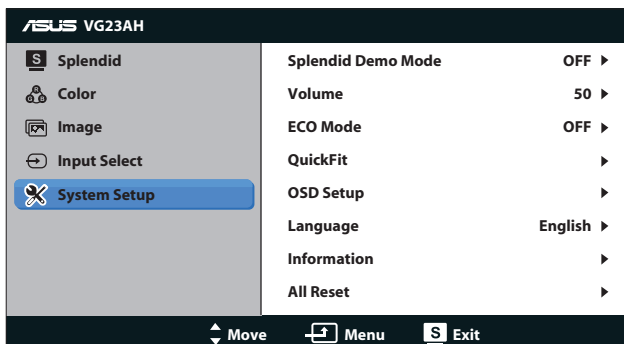 ASUS VG23AH
S Splendid
Color
Image
Input Select
System Setup
Splendid Demo Mode OFF
Volume 50
ECO Mode OFF
QuickFit
OSD Setup
Language English
Information
All Reset
Move Menu S Exit